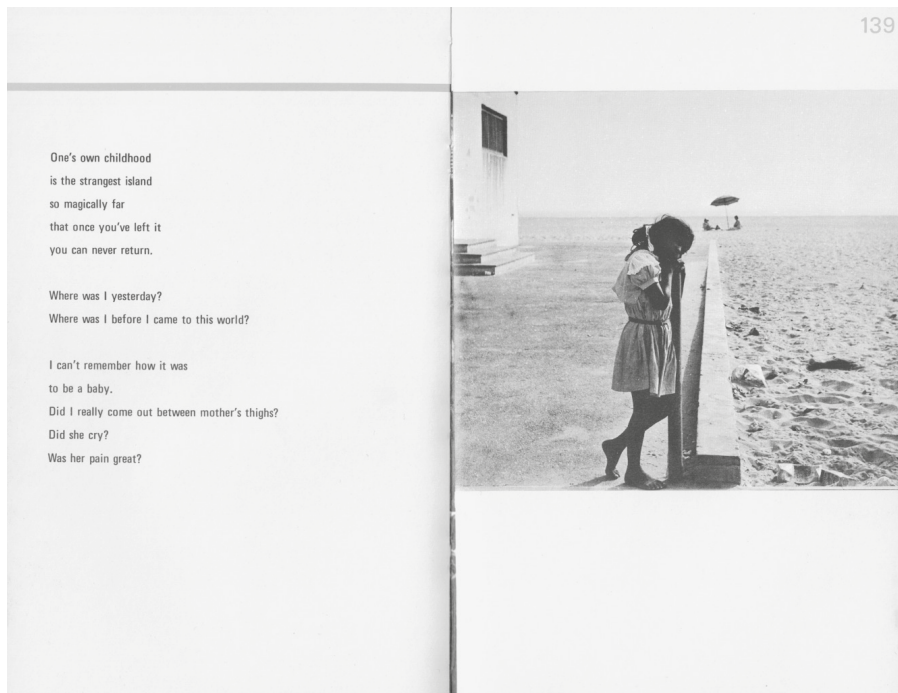 139
One's own childhood
is the strangest island
so magically far
that once you've left it
you can never return.
Where was I yesterday?
Where was I before I came to this world?
I can't remember how it was
to be a baby.
Did I really come out between mother's thighs?
Did she cry?
Was her pain great?